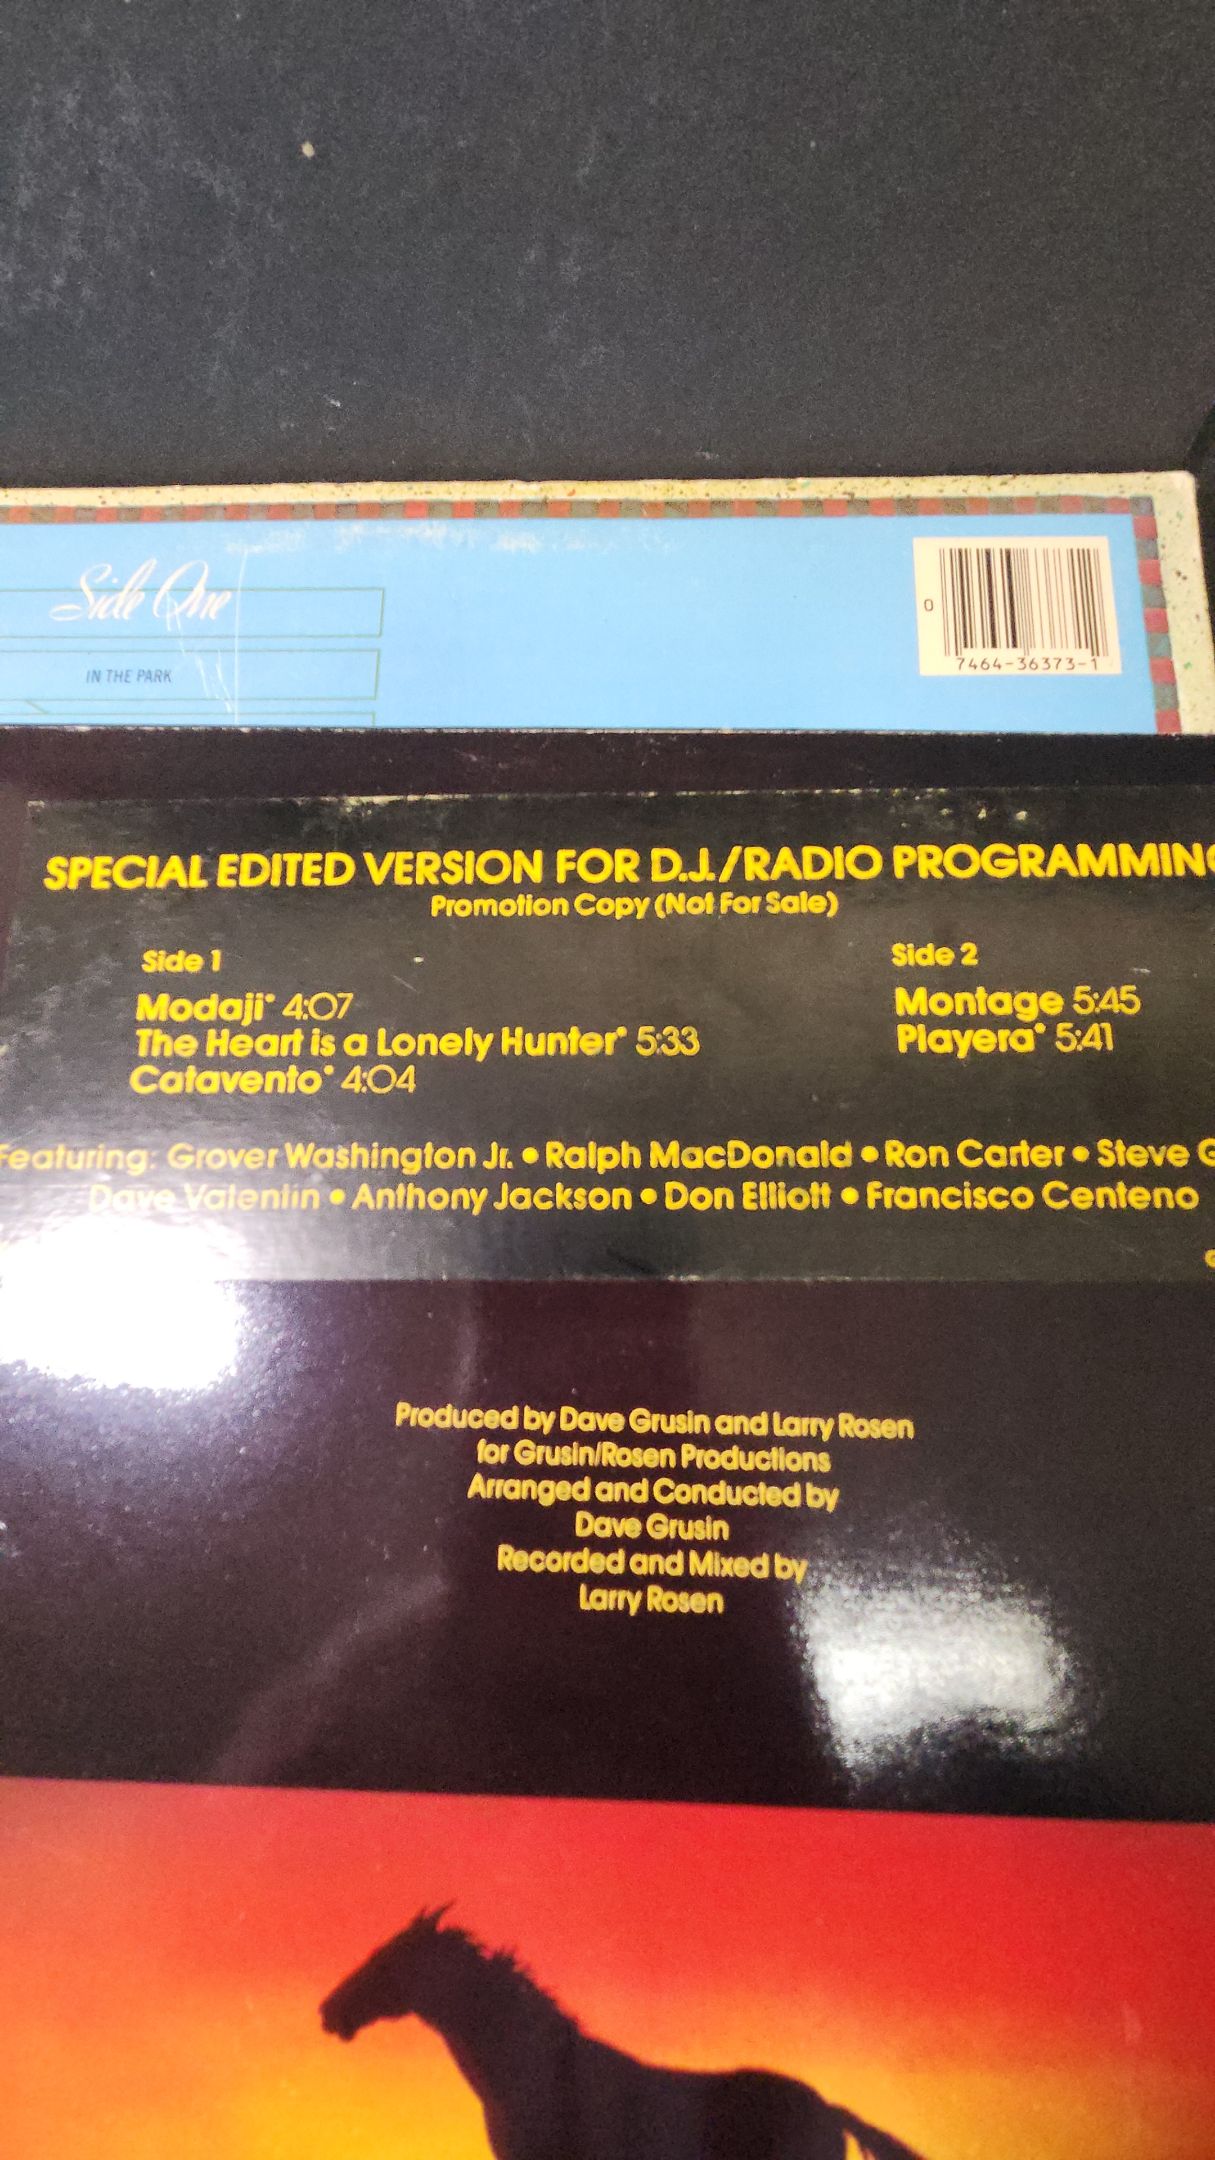 Side One
IN THE PARK
0
7464-36373-1
SPECIAL EDITED VERSION FOR D.J./RADIO PROGRAMMING
Promotion Copy (Not For Sale)
Side 1
Modaji* 4:07
The Heart is a Lonely Hunter* 5:33
Catavento* 4:04
Side 2
Montage 5:45
Playera* 5:41
Featuring: Grover Washington Jr. • Ralph MacDonald • Ron Carter • Steve G
Dave Valentin • Anthony Jackson • Don Elliott • Francisco Centeno
Produced by Dave Grusin and Larry Rosen
for Grusin/Rosen Productions
Arranged and Conducted by
Dave Grusin
Recorded and Mixed by
Larry Rosen